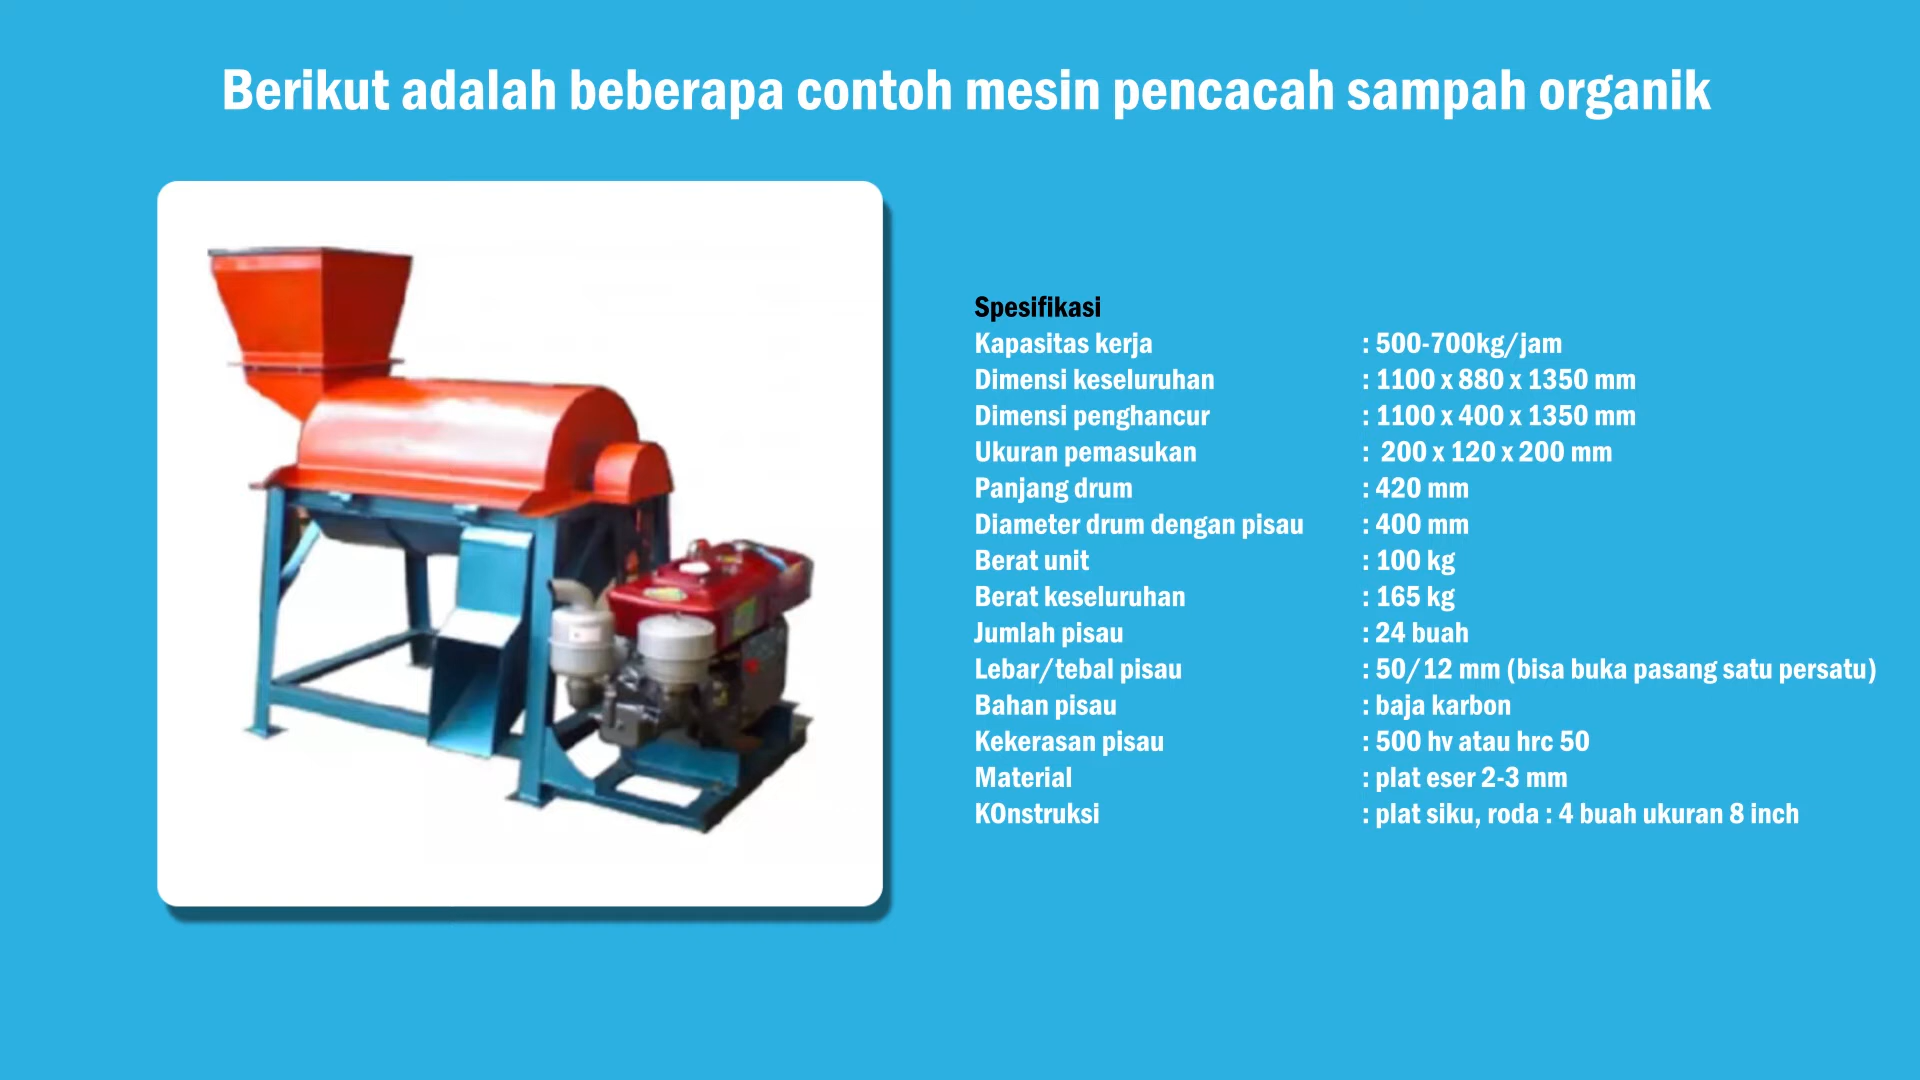 Berikut adalah beberapa contoh mesin pencacah sampah organik
Spesifikasi
Kapasitas kerja : 500-700kg/jam
Dimensi keseluruhan : 1100 x 880 x 1350 mm
Dimensi penghancur : 1100 x 400 x 1350 mm
Ukuran pemasukan : 200 x 120 x 200 mm
Panjang drum : 420 mm
Diameter drum dengan pisau : 400 mm
Berat unit : 100 kg
Berat keseluruhan : 165 kg
Jumlah pisau : 24 buah
Lebar/tebal pisau : 50/12 mm (bisa buka pasang satu persatu)
Bahan pisau : baja karbon
Kekerasan pisau : 500 hv atau hrc 50
Material : plat eser 2-3 mm
KOnstruksi : plat siku, roda : 4 buah ukuran 8 inch